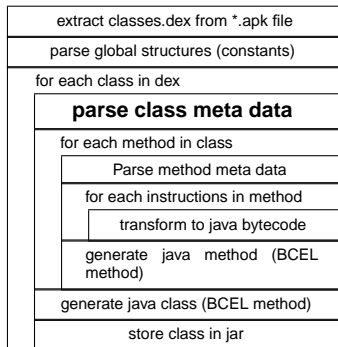 extract classes.dex from *.apk file
parse global structures (constants)
for each class in dex
parse class meta data
for each method in class
Parse method meta data
for each instructions in method
transform to java bytecode
generate java method (BCEL
method)
generate java class (BCEL method)
store class in jar